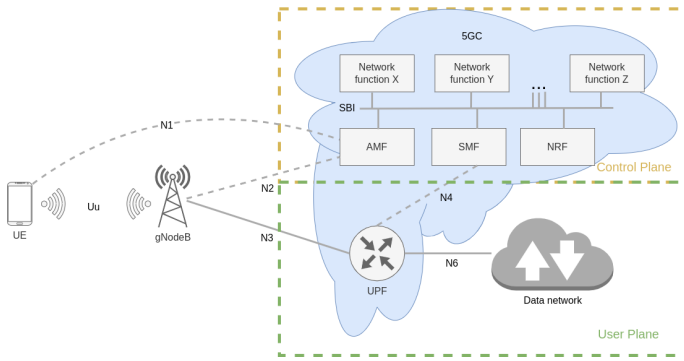 5GC
Network
function X
Network
function Y
...
Network
function Z
SBI
N1
AMF
SMF
NRF
Control Plane
N2
N4
Uu
UE
gNodeB
N3
N6
UPF
Data network
User Plane